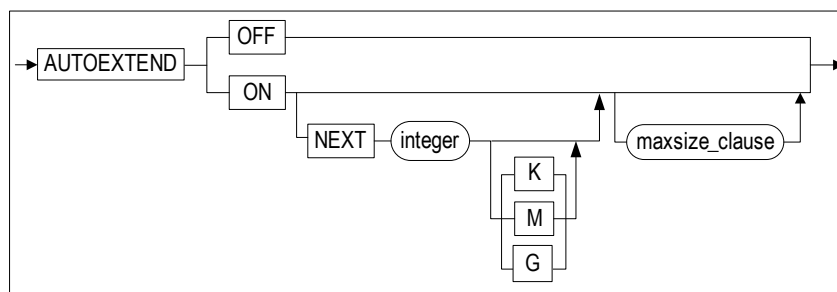 OFF
AUTOEXTEND
ON
NEXT integer maxsize_clause
K
M
G